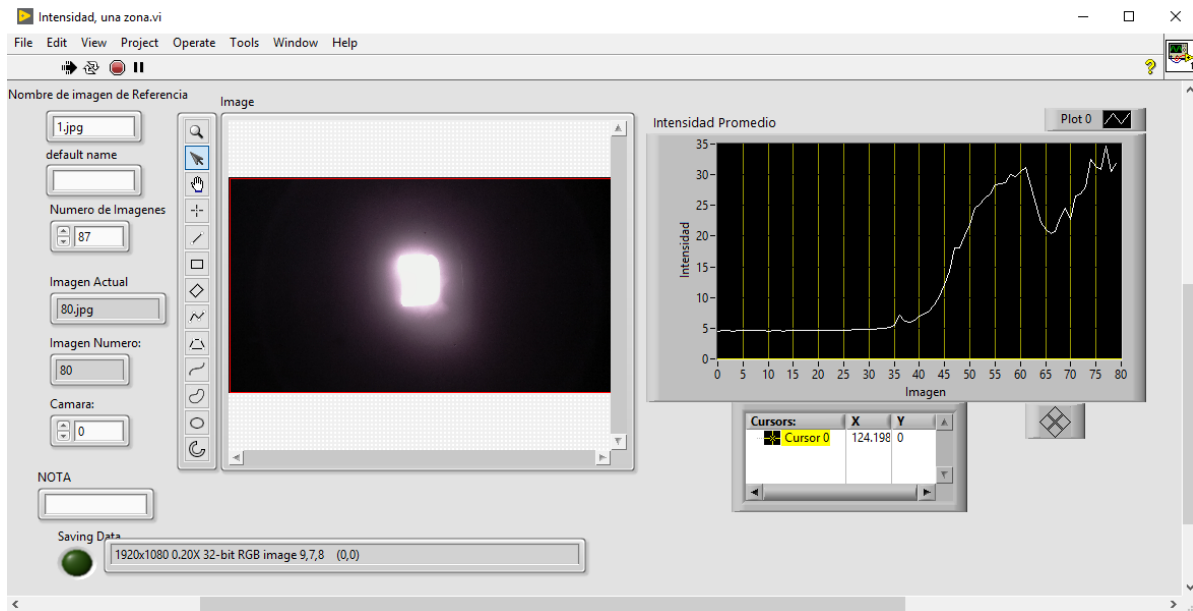 Intensidad, una zona.vi
File Edit View Project Operate Tools Window Help
Nombre de imagen de Referencia
1.jpg
default name
Numero de Imagenes
87
Imagen Actual
80.jpg
Imagen Numero:
80
Camara:
0
NOTA
Saving Data
Image
1920x1080 0.20X 32-bit RGB image 9,7,8 (0,0)
Intensidad Promedio
Plot 0
Intensidad
35
30
25
20
15
10
5
0
0 5 10 15 20 25 30 35 40 45 50 55 60 65 70 75 80
Imagen
Cursors: X Y
Cursor 0 124.198 0